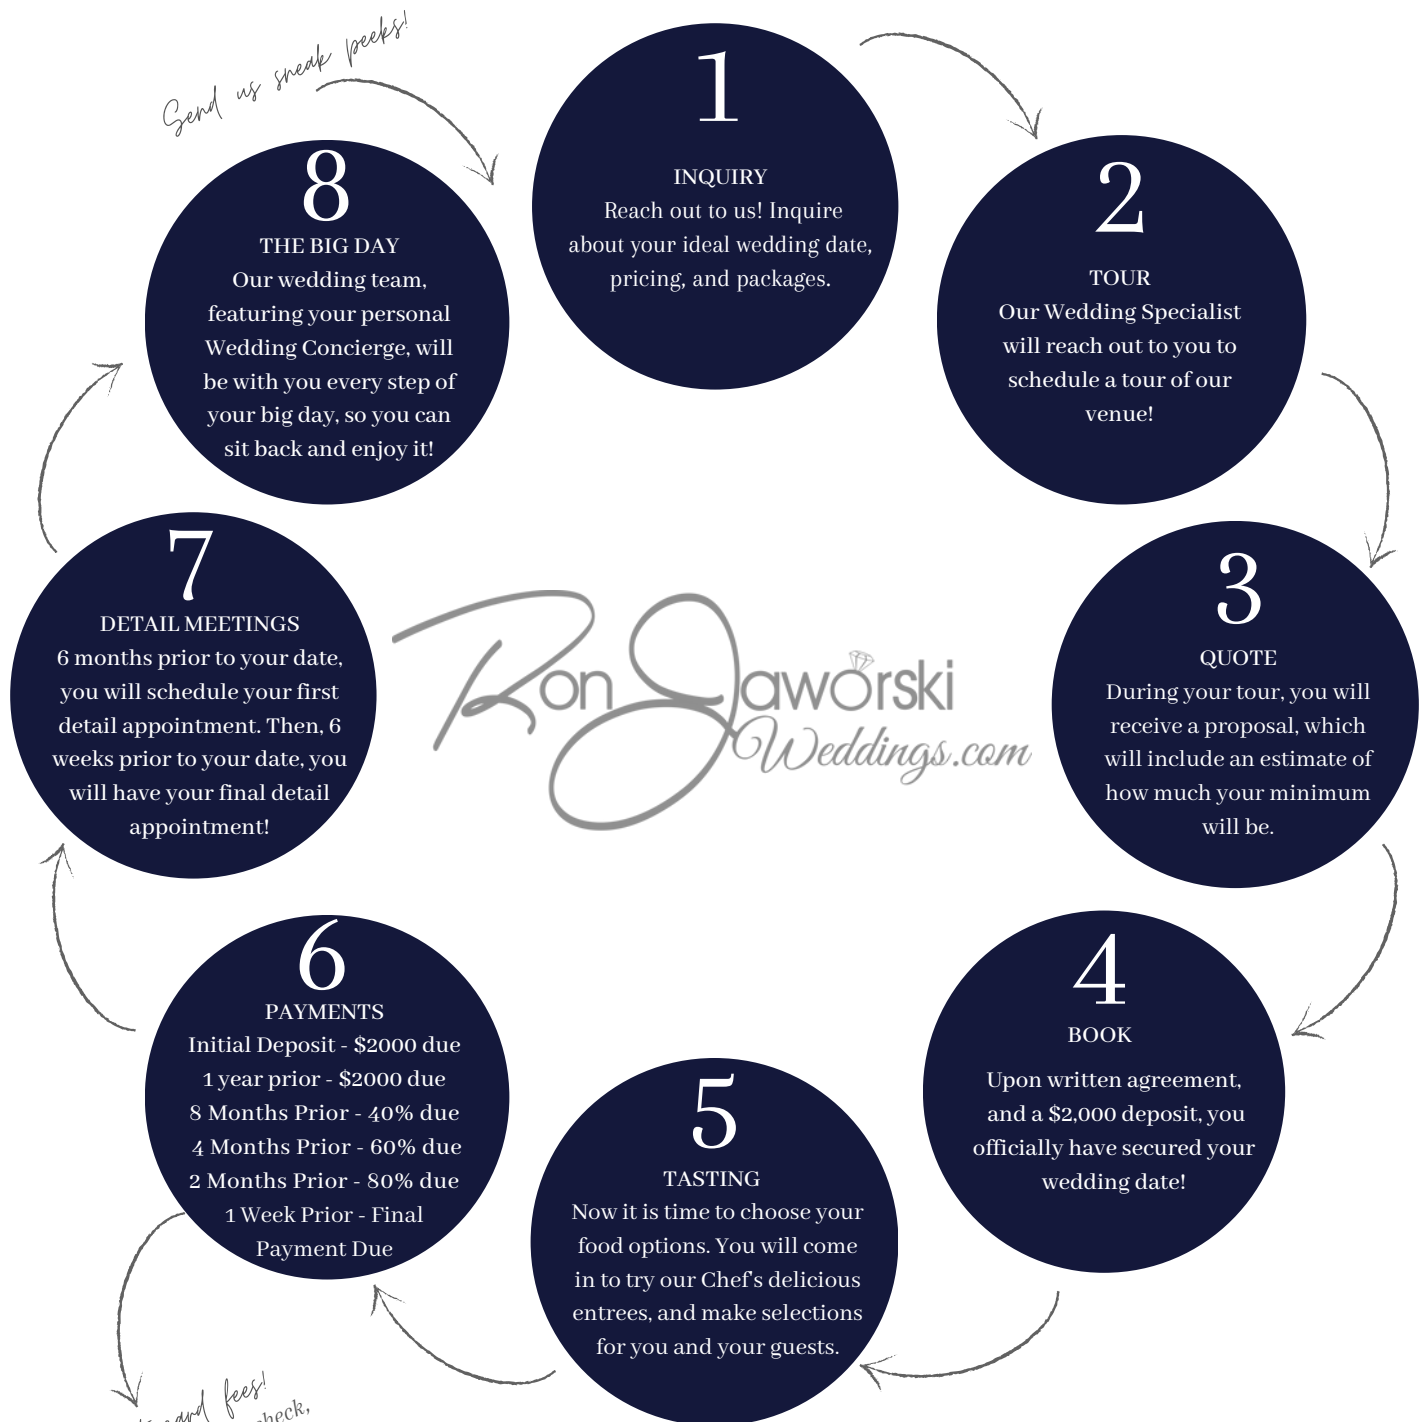 Send us sneak peeks!
1
INQUIRY
Reach out to us! Inquire
about your ideal wedding date,
pricing, and packages.
2
TOUR
Our Wedding Specialist
will reach out to you to
schedule a tour of our
venue!
3
QUOTE
During your tour, you will
receive a proposal, which
will include an estimate of
how much your minimum
will be.
4
BOOK
Upon written agreement,
and a $2,000 deposit, you
officially have secured your
wedding date!
5
TASTING
Now it is time to choose your
food options. You will come
in to try our Chef's delicious
entrees, and make selections
for you and your guests.
6
PAYMENTS
Initial Deposit - $2000 due
1 year prior - $2000 due
8 Months Prior - 40% due
4 Months Prior - 60% due
2 Months Prior - 80% due
1 Week Prior - Final
Payment Due
fees!
check,
7
DETAIL MEETINGS
6 months prior to your date,
you will schedule your first
detail appointment. Then, 6
weeks prior to your date, you
will have your final detail
appointment!
8
THE BIG DAY
Our wedding team,
featuring your personal
Wedding Concierge, will
be with you every step of
your big day, so you can
sit back and enjoy it!
Ron Jaworski
Weddings.com